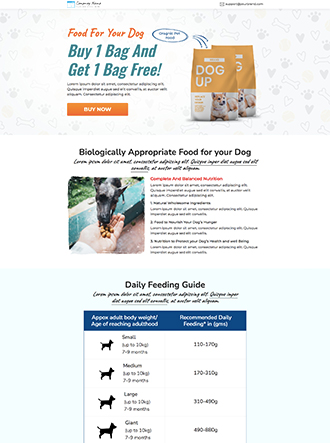 Company Name
support@yourbrand.com
Food For Your Dog
Buy 1 Bag And
Get 1 Bag Free!
Lorem ipsum dolor sit amet, consectetur adipiscing elit.
Quisque imperdiet augue sed elit convallis, ac auctor velit
aliquam.
BUY NOW
Original Pet
Food
DOG
UP
Biologically Appropriate Food for your Dog
Lorem ipsum dolor sit amet, consectetur adipiscing elit. Quisque imperdiet augue sed elit
convallis, ac auctor velit aliquam.
Complete And Balanced Nutrition
Lorem ipsum dolor sit amet, consectetur adipiscing elit. Quisque
imperdiet augue sed elit convallis.
1. Natural Wholesome Ingredients
Lorem ipsum dolor sit amet, consectetur adipiscing elit. Quisque
imperdiet augue sed elit convallis.
2. Food to Nourish Your Dog's Hunger
Lorem ipsum dolor sit amet, consectetur adipiscing elit. Quisque
imperdiet augue sed elit convallis.
3. Nutrition to Protect your Dog's Health and well Being
Lorem ipsum dolor sit amet, consectetur adipiscing elit. Quisque
imperdiet augue sed elit convallis.
Daily Feeding Guide
Lorem ipsum dolor sit amet, consectetur adipiscing elit. Quisque imperdiet
augue sed elit convallis, ac auctor velit aliquam.
Appox adult body weight/
Age of reaching adulthood
Recommended Daily
Feeding* in (gms)
Small
(up to 10kg)
7-9 months
110-170g
Medium
(up to 10kg)
7-9 months
170-310g
Large
(up to 10kg)
7-9 months
310-490g
Giant
(up to 10kg)
7-9 months
490-880g